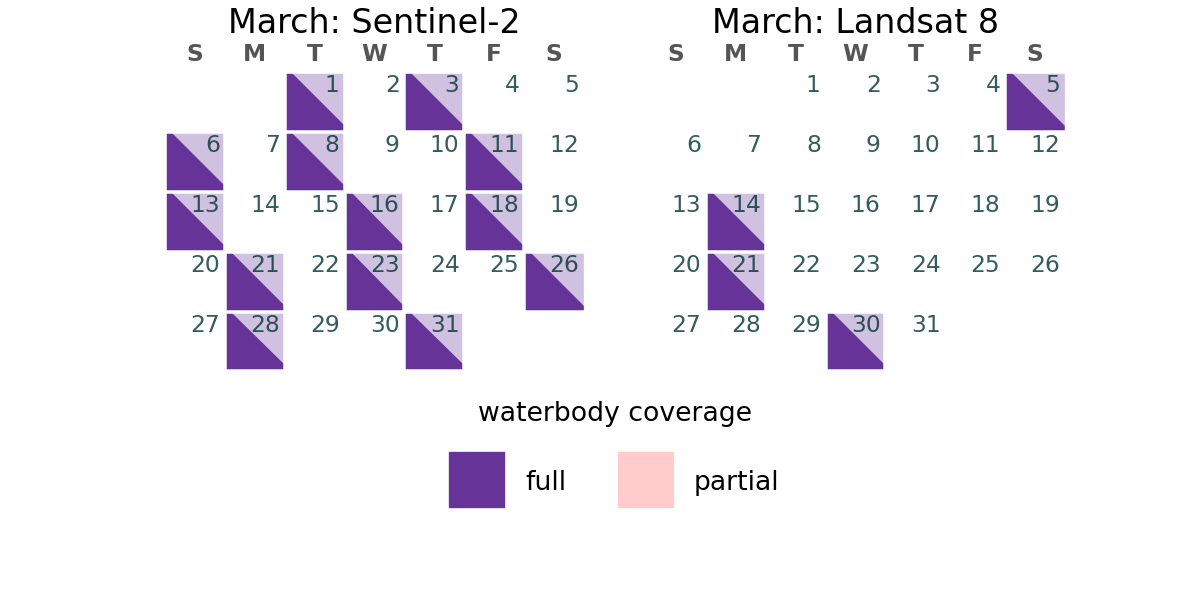 March: Sentinel-2
S M T W T F S
1 2 3 4 5
6 7 8 9 10 11 12
13 14 15 16 17 18 19
20 21 22 23 24 25 26
27 28 29 30 31
March: Landsat 8
S M T W T F S
1 2 3 4 5
6 7 8 9 10 11 12
13 14 15 16 17 18 19
20 21 22 23 24 25 26
27 28 29 30 31
waterbody coverage
full partial